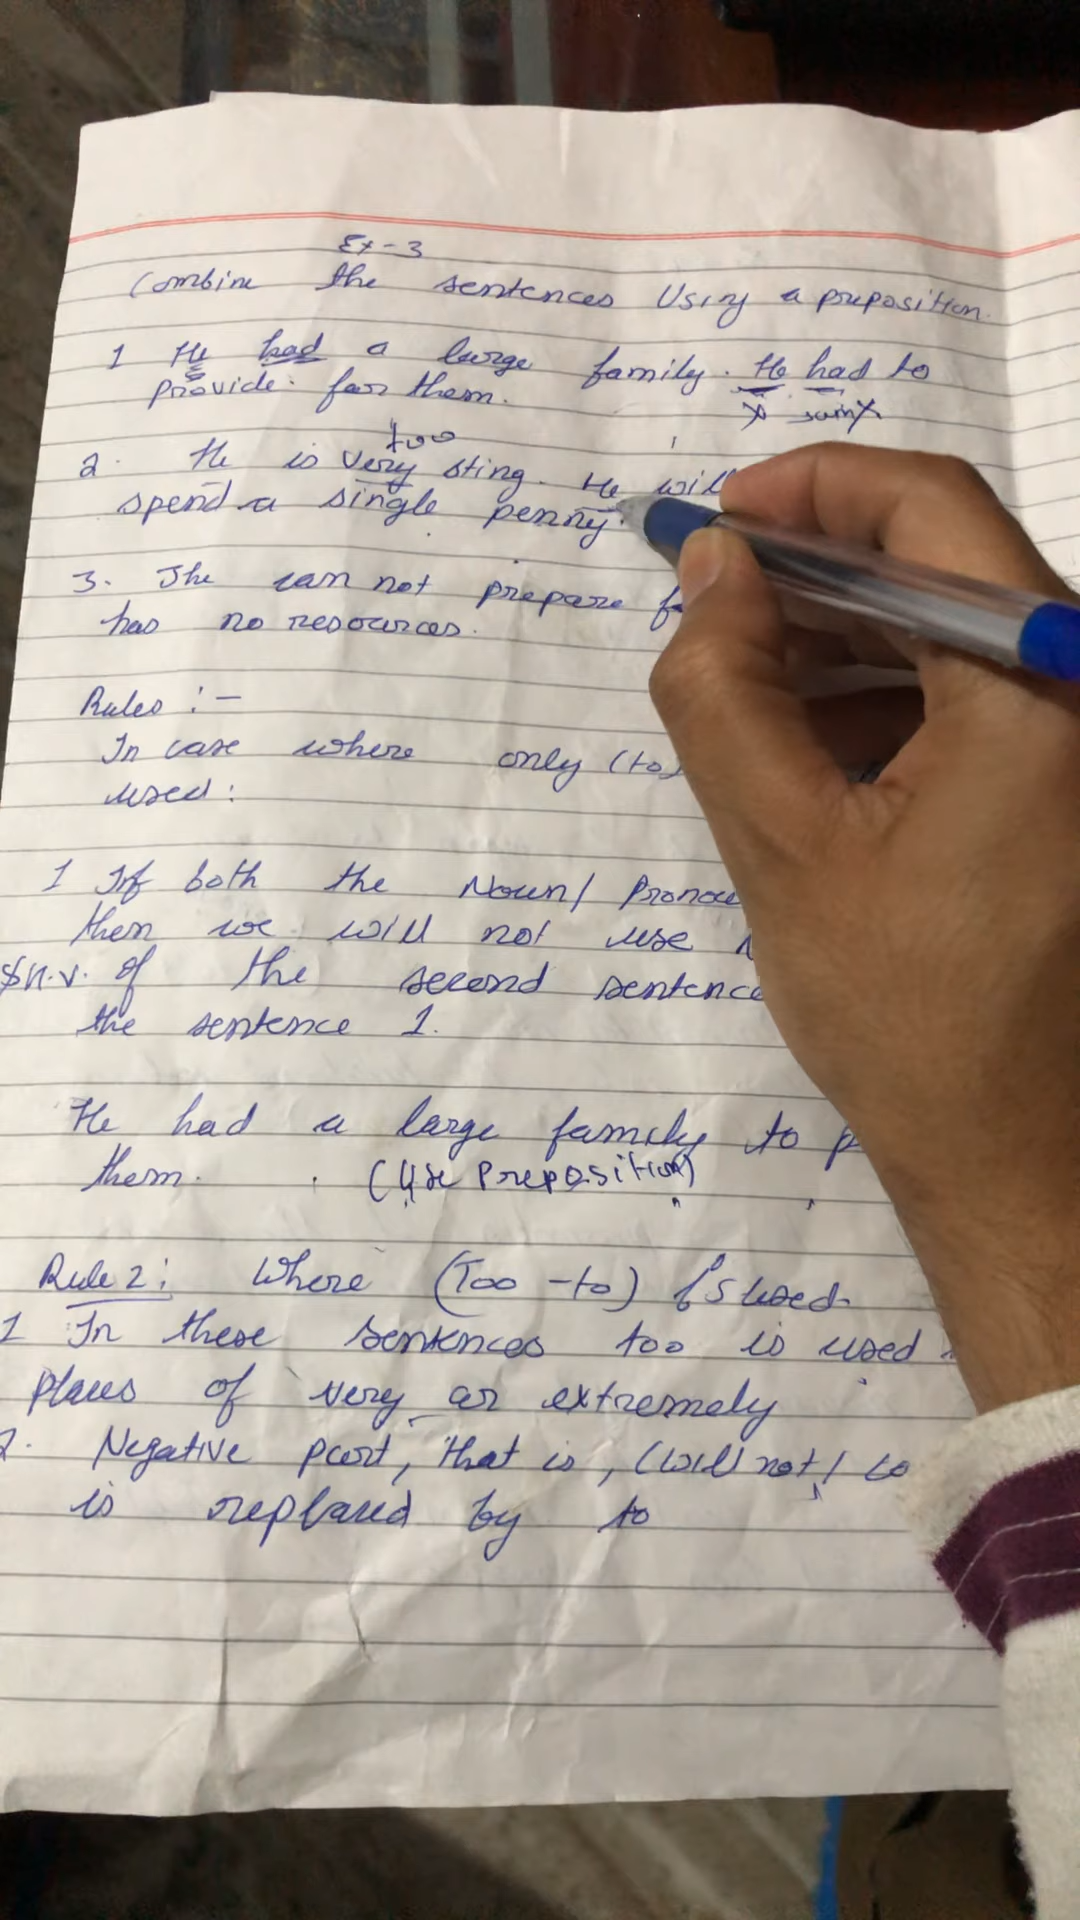 Ex-3
Combine the sentences Using a preposition.
1 He had a large family. He had to
provide for them.
too
2. He is very sting. He will
spend a single penny.
3. She can not prepare
has no resources.
Rules :-
In case where only (to)
used:
1 If both the Noun/
then we will not use
of the second sentence
the sentence 1.
He had a large family to
them.
(Use Preposition)
Rule 2: Where (Too -to) is used.
1 In these sentences too is used
places of very or extremely
2. Negative part, that is, (will not/
is replaced by to